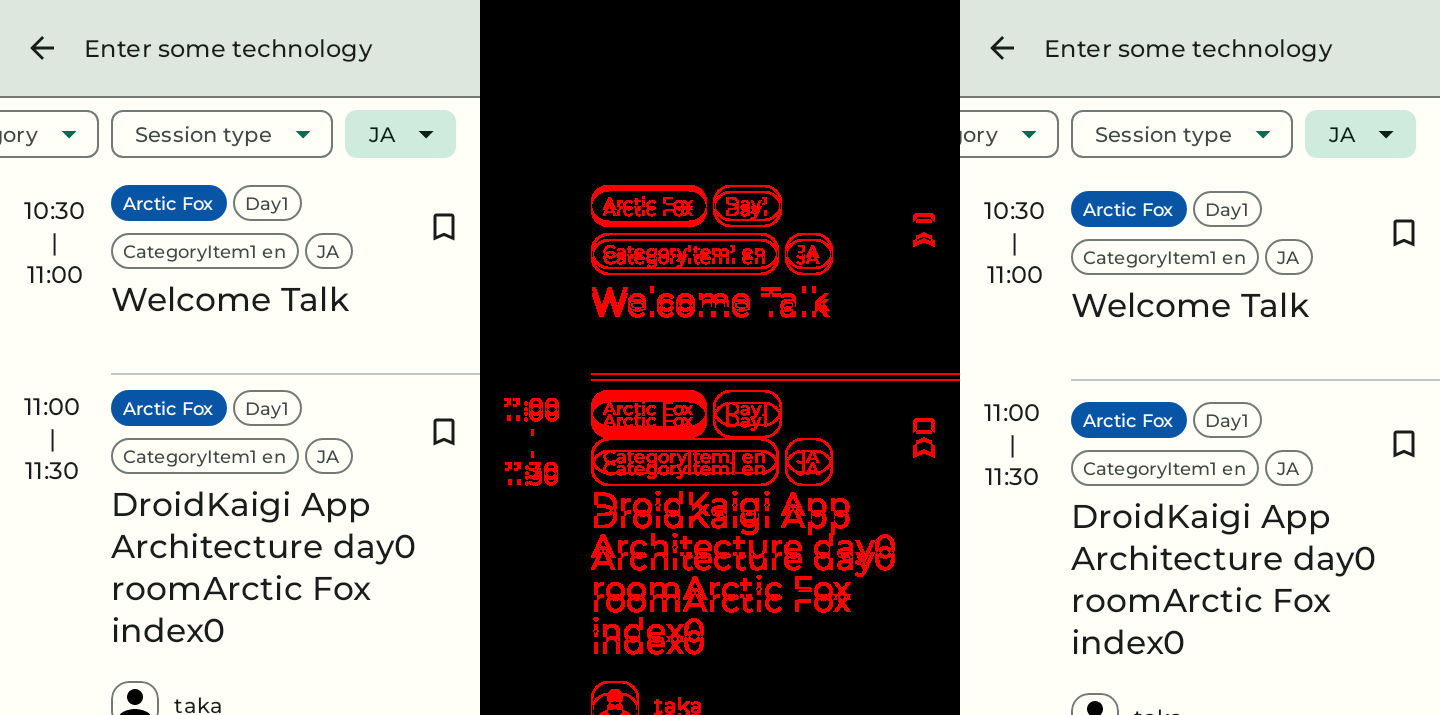 Enter some technology
gory Session type JA
10:30 | 11:00
Arctic Fox Day1
CategoryItem1 en JA
Welcome Talk
11:00 | 11:30
Arctic Fox Day1
CategoryItem1 en JA
DroidKaigi App
Architecture day0
roomArctic Fox
index0
taka
Arctic Fox Day1
CategoryItem1 en JA
Welcome Talk
11:00
11:30
Arctic Fox Day1
CategoryItem1 en JA
DroidKaigi App
Architecture day0
roomArctic Fox
index0
taka
Enter some technology
gory Session type JA
10:30 | 11:00
Arctic Fox Day1
CategoryItem1 en JA
Welcome Talk
11:00 | 11:30
Arctic Fox Day1
CategoryItem1 en JA
DroidKaigi App
Architecture day0
roomArctic Fox
index0
taka